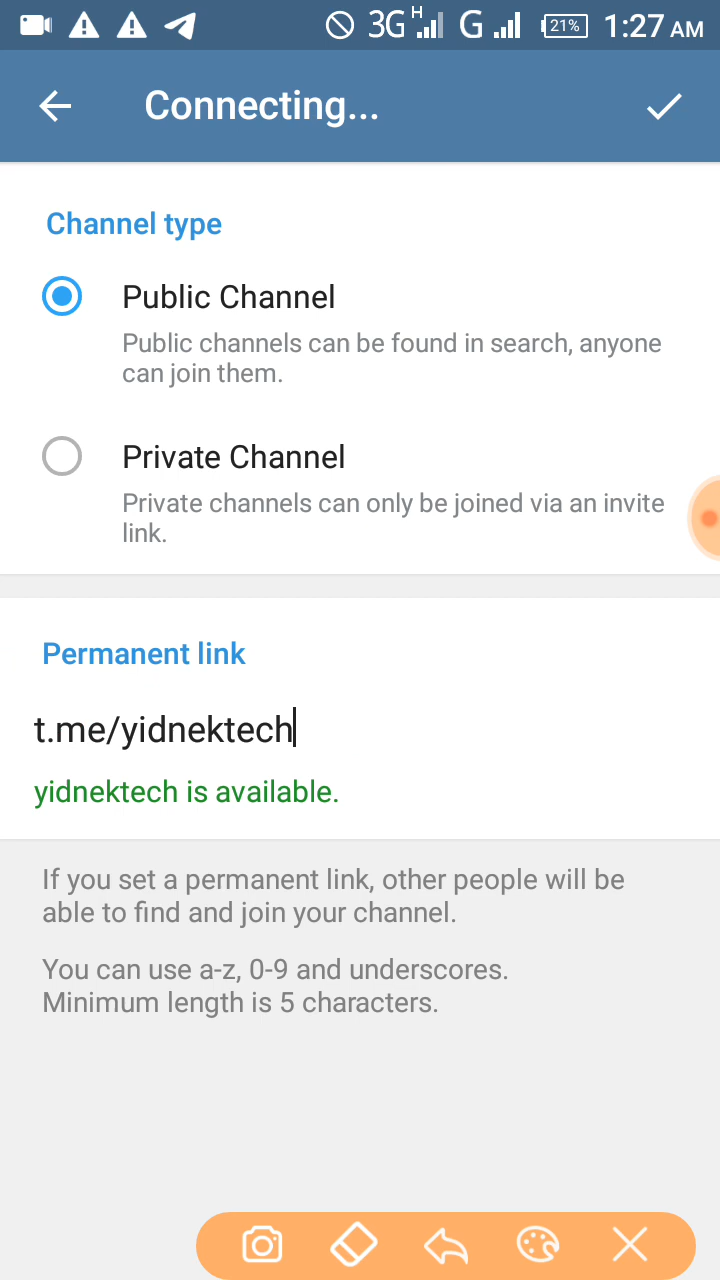 3G H G 21% 1:27 AM
Connecting...
Channel type
Public Channel
Public channels can be found in search, anyone
can join them.
Private Channel
Private channels can only be joined via an invite
link.
Permanent link
t.me/yidnektech
yidnektech is available.
If you set a permanent link, other people will be
able to find and join your channel.
You can use a-z, 0-9 and underscores.
Minimum length is 5 characters.